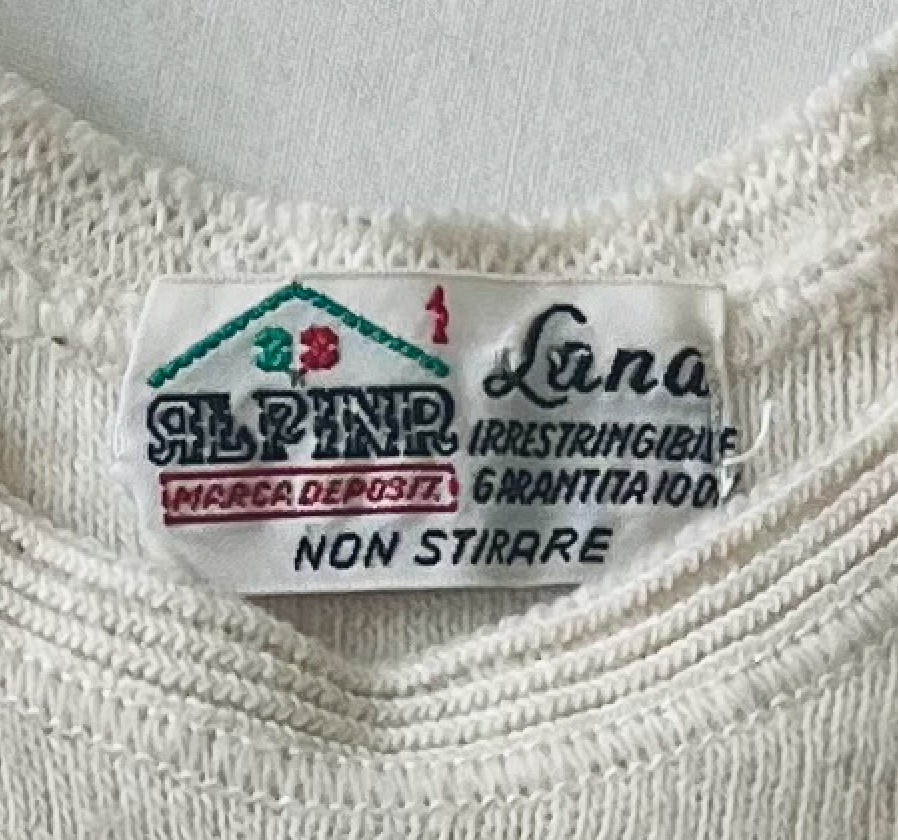 1
Lana
ALPINA
IRRESTRINGIBILE
MARCA DEPOSIT.
GARANTITA 100%
NON STIRARE